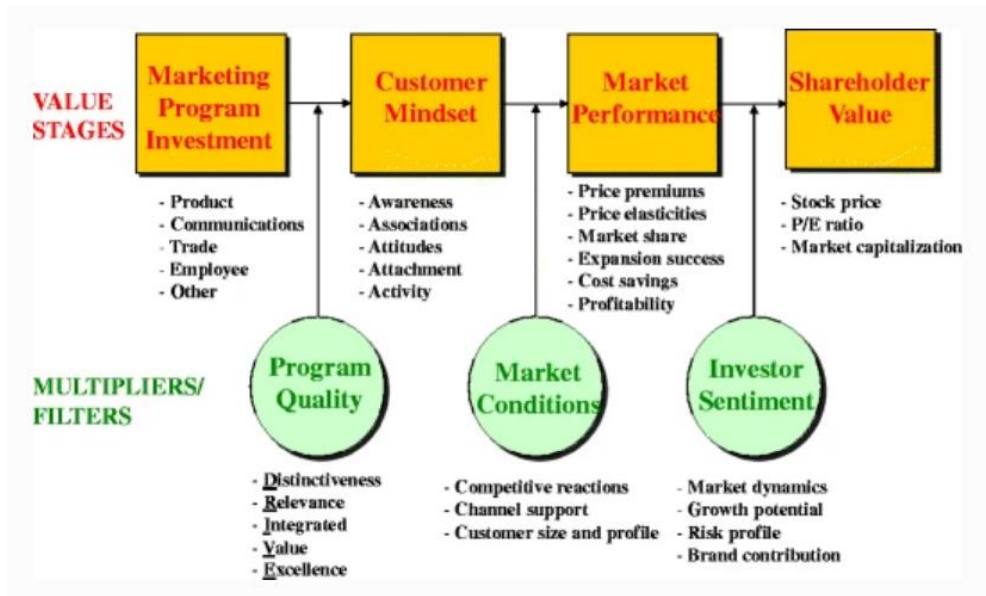 Marketing
Program
Investment
Customer
Mindset
Market
Performance
Shareholder
Value
VALUE
STAGES
- Product
- Communications
- Trade
- Employee
- Other
- Awareness
- Associations
- Attitudes
- Attachment
- Activity
- Price premiums
- Price elasticities
- Market share
- Expansion success
- Cost savings
- Profitability
- Stock price
- P/E ratio
- Market capitalization
MULTIPLIERS/
FILTERS
Program
Quality
Market
Conditions
Investor
Sentiment
- Distinctiveness
- Relevance
- Integrated
- Value
- Excellence
- Competitive reactions
- Channel support
- Customer size and profile
- Market dynamics
- Growth potential
- Risk profile
- Brand contribution